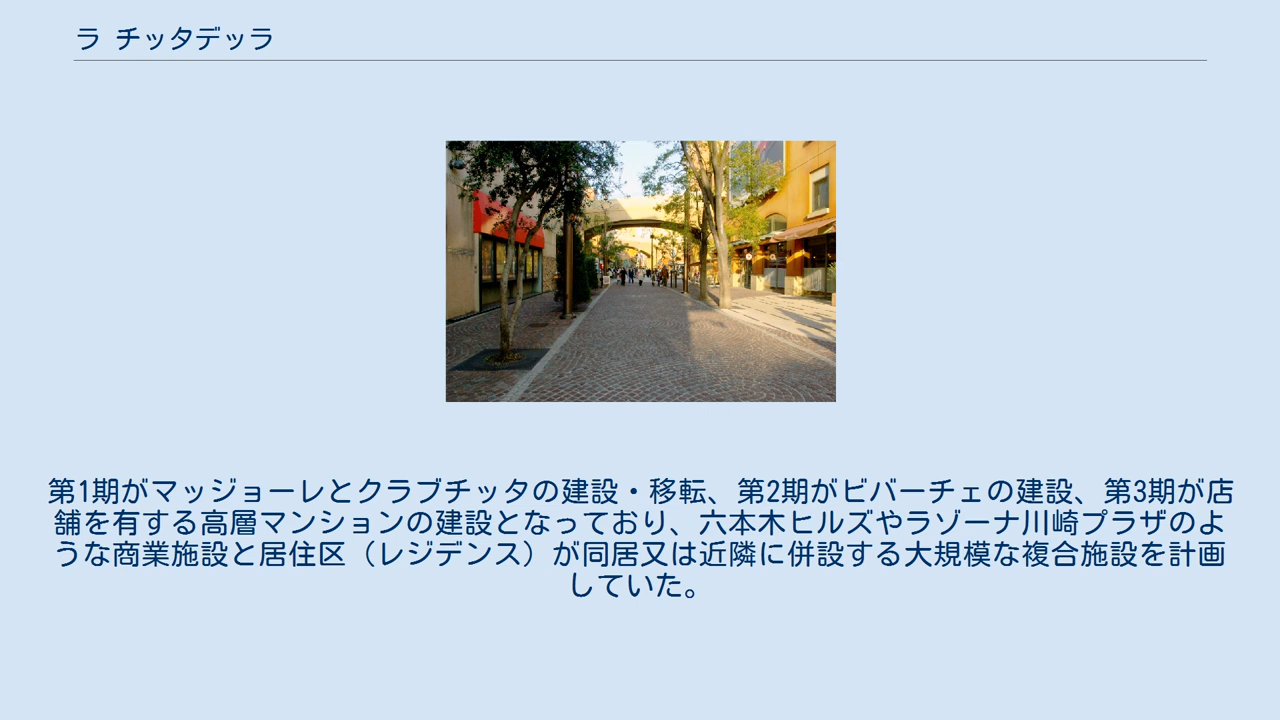 ラ チッタデッラ
第1期がマッジョーレとクラブチッタの建設・移転、第2期がビバーチェの建設、第3期が店
舗を有する高層マンションの建設となっており、六本木ヒルズやラゾーナ川崎プラザのよ
うな商業施設と居住区（レジデンス）が同居又は近隣に併設する大規模な複合施設を計画
していた。